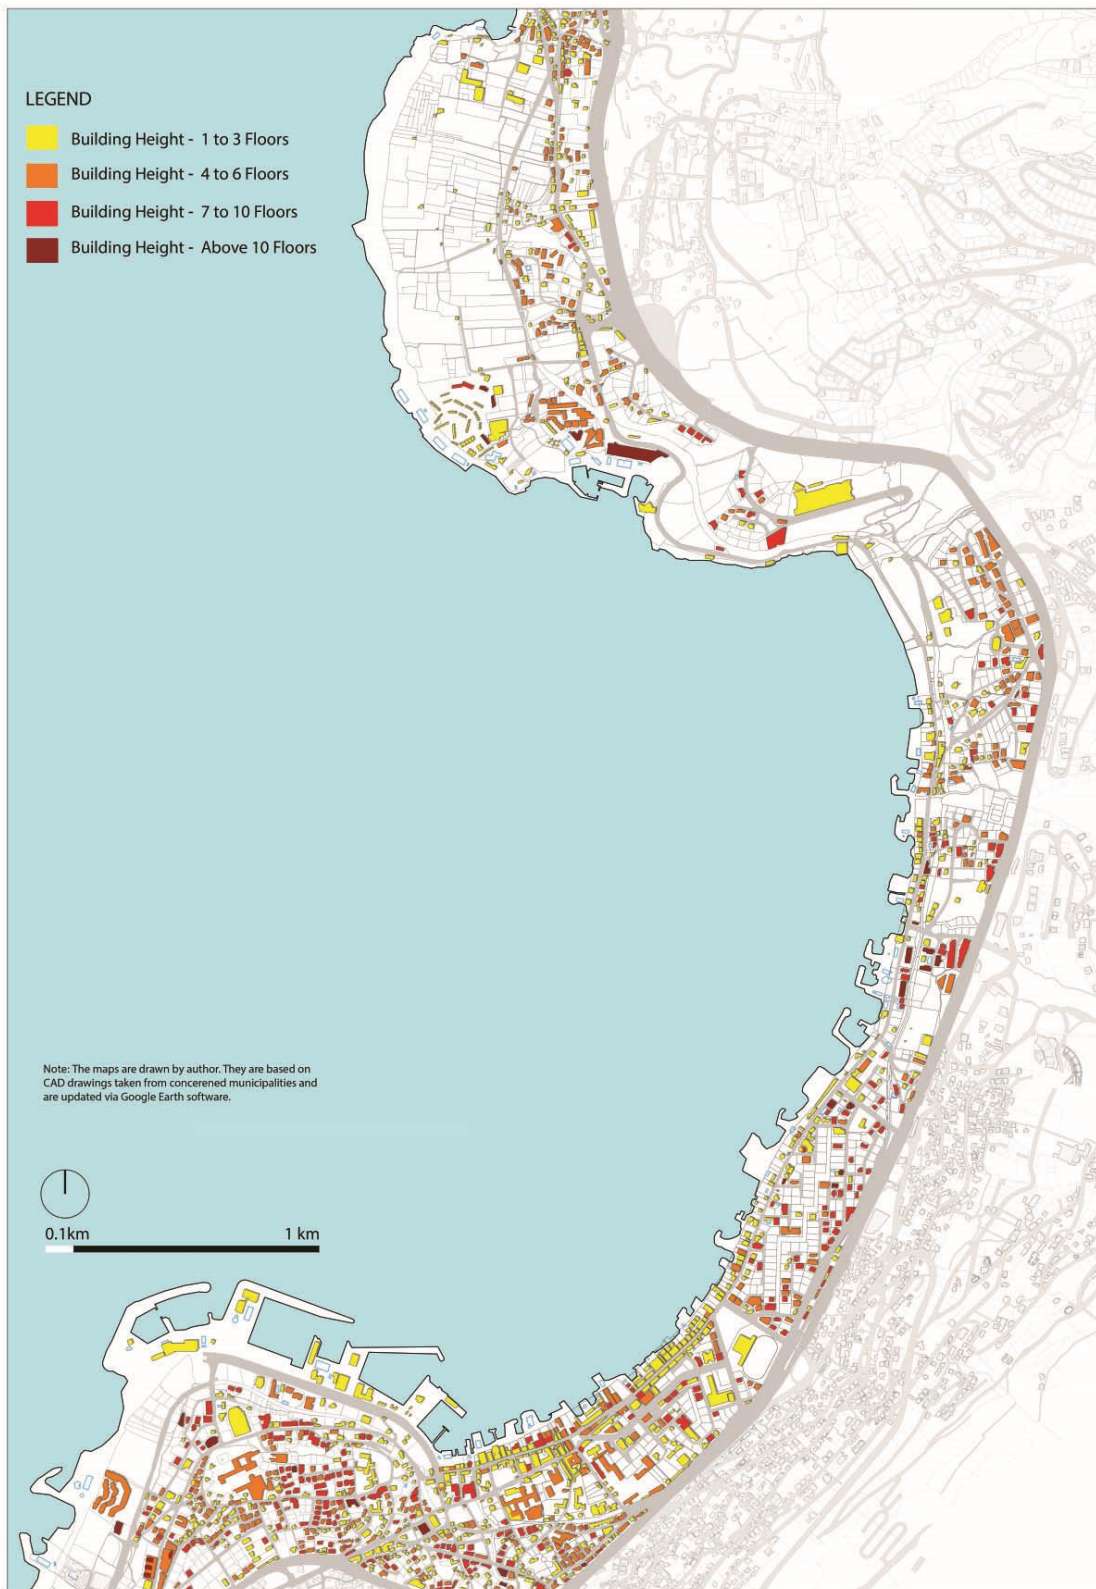 LEGEND
Building Height - 1 to 3 Floors
Building Height - 4 to 6 Floors
Building Height - 7 to 10 Floors
Building Height - Above 10 Floors
Note: The maps are drawn by author. They are based on
CAD drawings taken from concerened municipalities and
are updated via Google Earth software.
0.1km 1 km